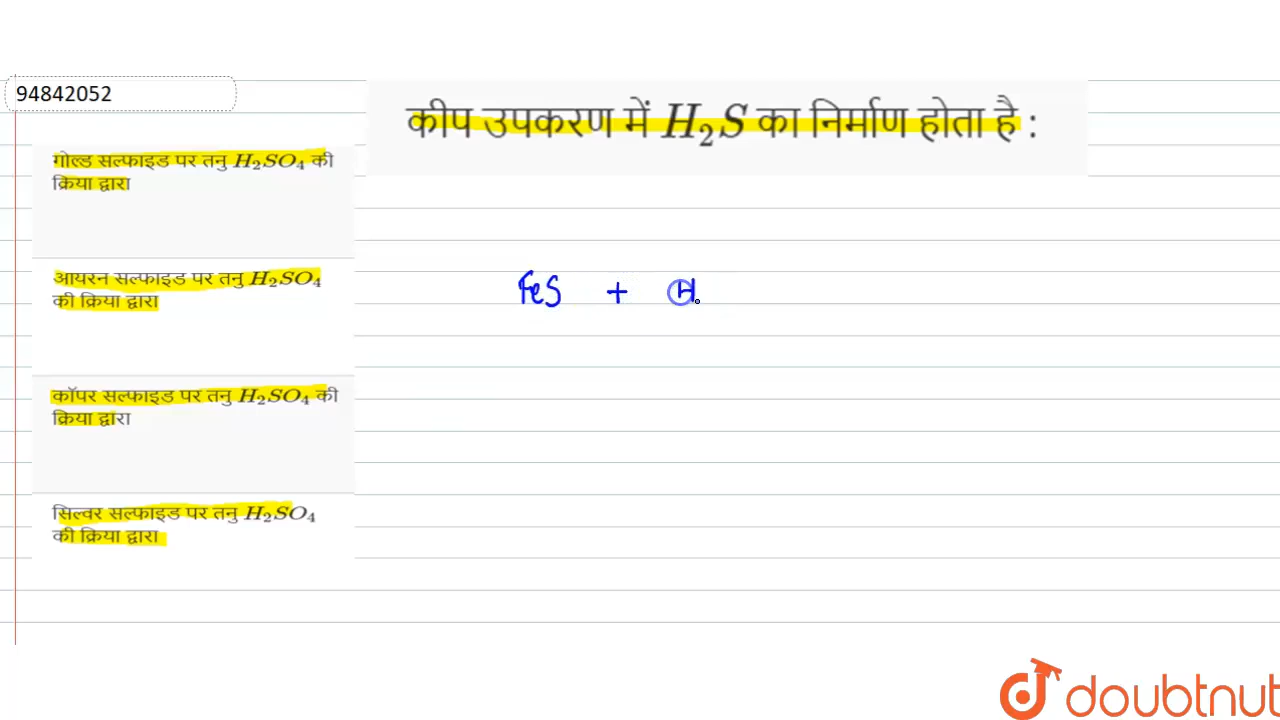 94842052
कीप उपकरण में H₂S का निर्माण होता है :
गोल्ड सल्फाइड पर तनु H₂SO₄ की
क्रिया द्वारा
आयरन सल्फाइड पर तनु H₂SO₄
की क्रिया द्वारा
कॉपर सल्फाइड पर तनु H₂SO₄ की
क्रिया द्वारा
सिल्वर सल्फाइड पर तनु H₂SO₄
की क्रिया द्वारा
FeS + H
doubtnut